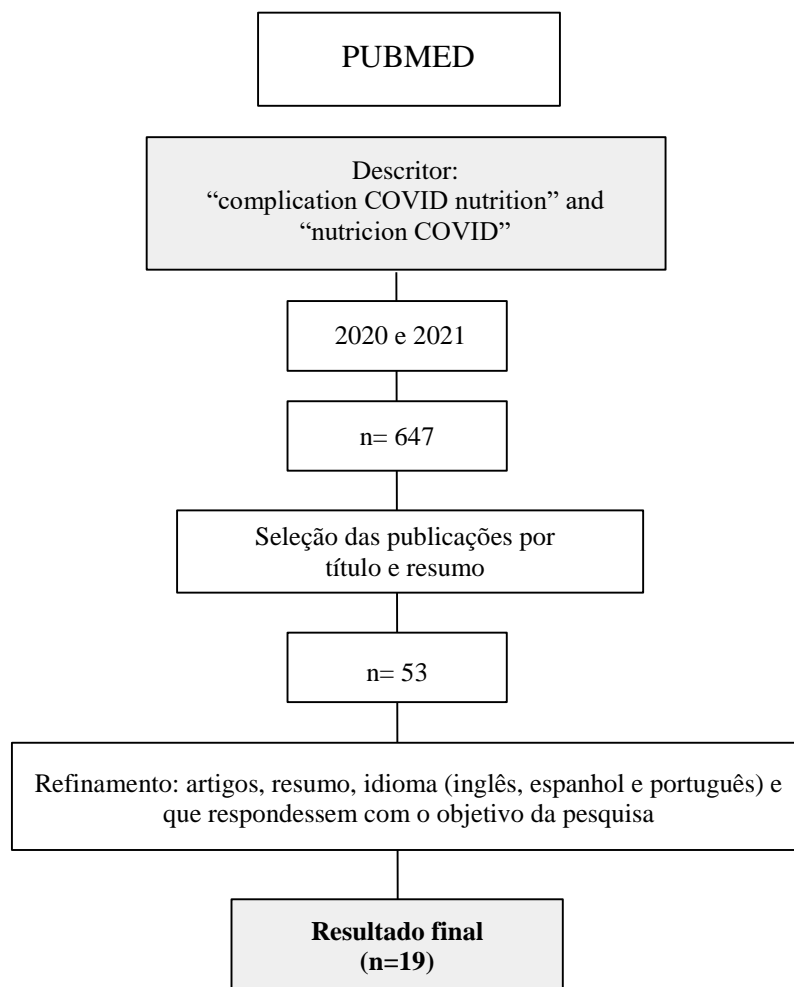 PUBMED
Descritor:
“complication COVID nutrition” and
“nutricion COVID”
2020 e 2021
n= 647
Seleção das publicações por
título e resumo
n= 53
Refinamento: artigos, resumo, idioma (inglês, espanhol e português) e
que respondessem com o objetivo da pesquisa
Resultado final
(n=19)